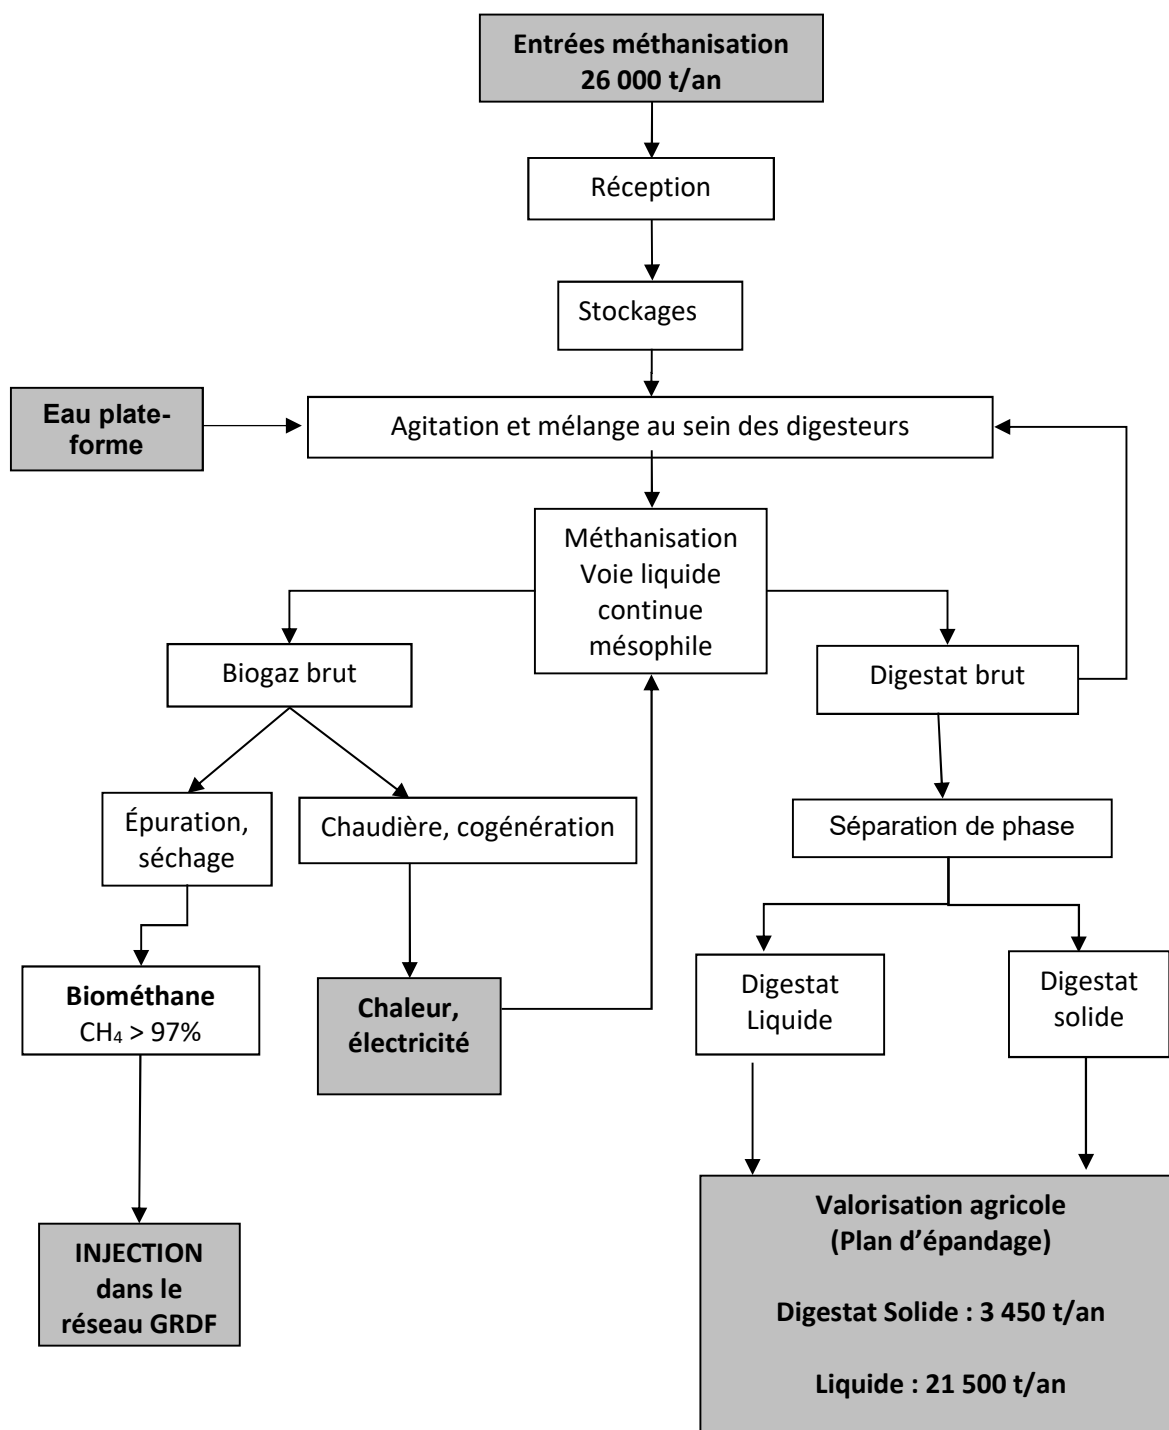 Entrées méthanisation
26 000 t/an
Réception
Stockages
Eau plate-
forme
Agitation et mélange au sein des digesteurs
Méthanisation
Voie liquide
continue
mésophile
Biogaz brut
Digestat brut
Épuration,
séchage
Chaudière, cogénération
Séparation de phase
Biométhane
CH₄ > 97%
Chaleur,
électricité
Digestat
Liquide
Digestat
solide
INJECTION
dans le
réseau GRDF
Valorisation agricole
(Plan d’épandage)
Digestat Solide : 3 450 t/an
Liquide : 21 500 t/an